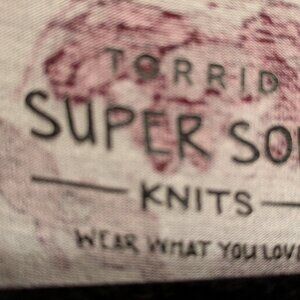 TORRID
SUPER SO
KNITS
WEAR WHAT YOU LOV